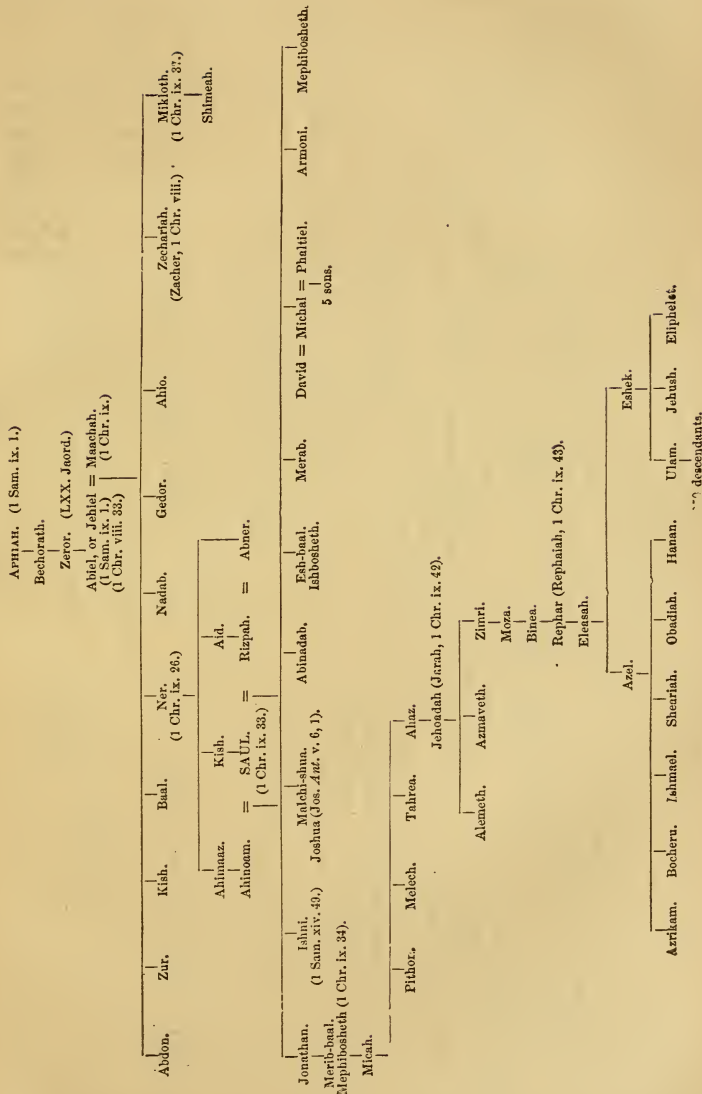 APHIAH. (1 Sam. ix. 1.)
Bechorath.
Zeror. (LXX. Jaord.)
Abiel, or Jehiel = Maachah.
(1 Sam. ix. 1.) (1 Chr. ix.)
(1 Chr. viii. 33.)
Abdon. Zur. Kish. Baal. Ner. Nadab. Gedor. Ahio. Zechariah. Mikloth.
(1 Chr. ix. 26.) (Zacher, 1 Chr. viii.) (1 Chr. ix.
Shimeah.
Ahimaaz. Kish. Aid. Abner.
Ahinoam. = SAUL. = Rizpah. =
(1 Chr. ix. 33.)
Jonathan. Ishni. Malchi-shua. Abinadab. Esh-baal. Merab. David = Michal = Phaltiel. Armoni. Mephibosheth.
Merib-baal. (1 Sam. xiv. 49.) Joshua (Jos. Ant. v. 6, 1). Ishbosheth. 5 sons.
Mephibosheth (1 Chr. ix. 34).
Micah.
Pithor. Melech. Tahrea. Ahaz.
Jehoadah (Jarah, 1 Chr. ix. 42).
Alemeth. Azmaveth. Zimri.
Moza.
Binea.
Rephar (Rephaiah, 1 Chr. ix. 43).
Eleasah.
Azel. Eshek.
Azrikam. Bocheru. Ishmael. Sheariah. Obadiah. Hanan. Ulam. Jehush. Eliphelet.
descendants.